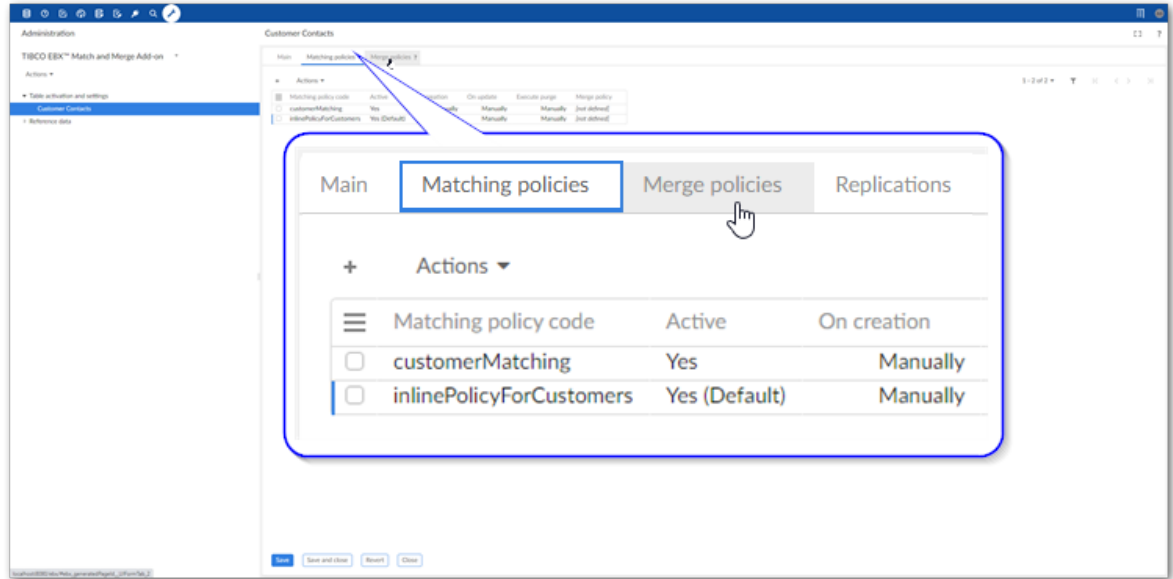 Administration
Customer Contacts
TIBCO EBX™ Match and Merge Add-on
Actions
Table activation and settings
Customer Contacts
Reference data
Main Matching policies Merge policies
Actions
1 - 2 of 2
Matching policy code Active On update Execute purge Merge policy
customerMatching Yes Manually Manually [not defined]
inlinePolicyForCustomers Yes (Default) Manually Manually [not defined]
Main Matching policies Merge policies Replications
+ Actions
Matching policy code Active On creation
customerMatching Yes Manually
inlinePolicyForCustomers Yes (Default) Manually
Save Save and close Revert Close